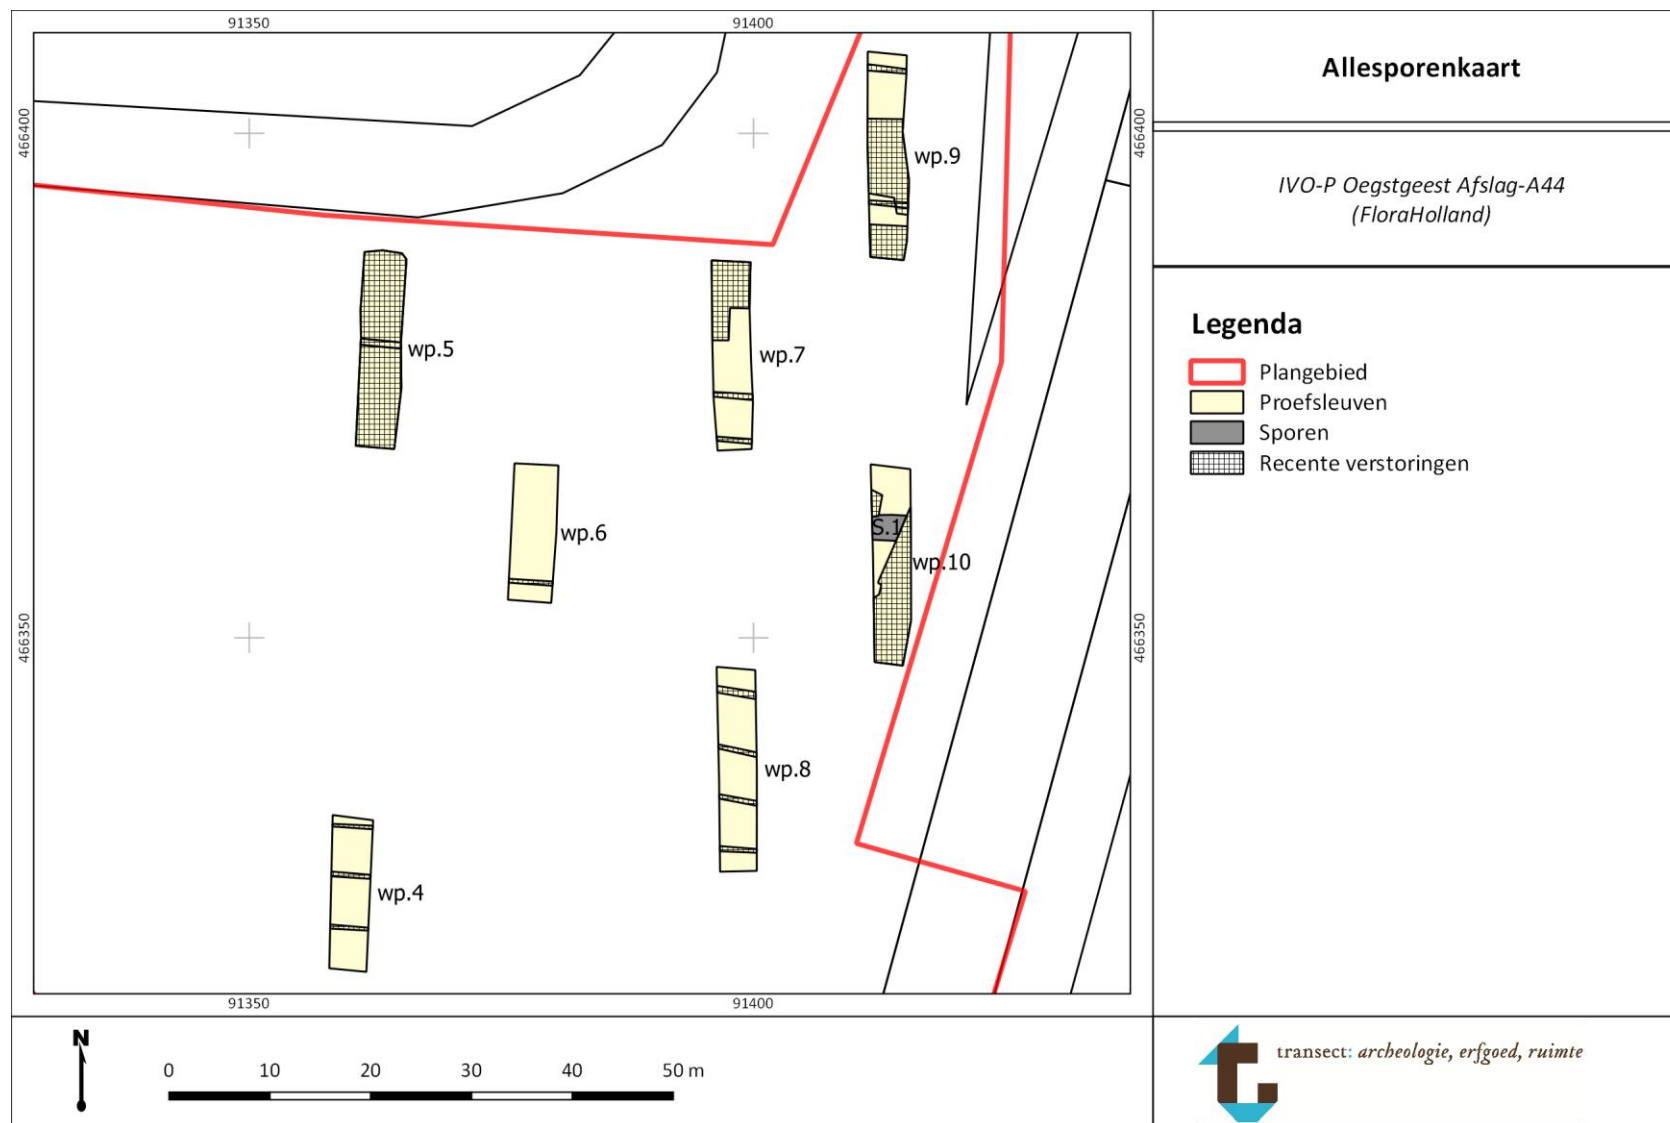 91350
91400
466400
466400
wp.9
wp.5
wp.7
wp.6
S.1
wp.10
466350
466350
wp.8
wp.4
91350
91400
Allesporenkaart
IVO-P Oegstgeest Afslag-A44
(FloraHolland)
Legenda
Plangebied
Proefsleuven
Sporen
Recente verstoringen
N
0 10 20 30 40 50 m
transect: archeologie, erfgoed, ruimte